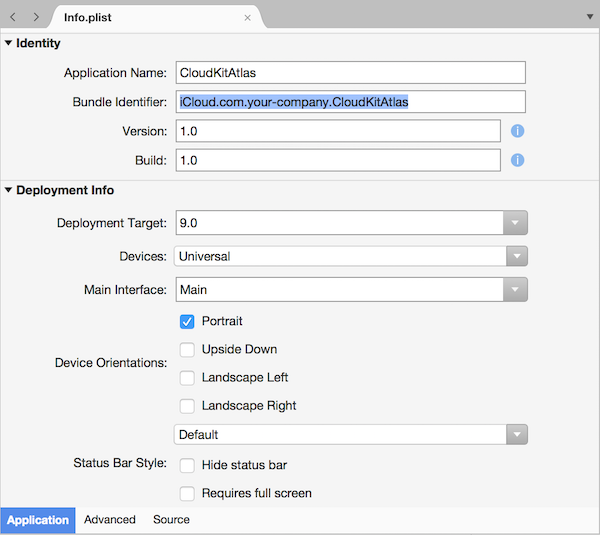 Info.plist
Identity
Application Name: CloudKitAtlas
Bundle Identifier: iCloud.com.your-company.CloudKitAtlas
Version: 1.0
Build: 1.0
Deployment Info
Deployment Target: 9.0
Devices: Universal
Main Interface: Main
Portrait
Upside Down
Device Orientations:
Landscape Left
Landscape Right
Default
Status Bar Style: Hide status bar
Requires full screen
Application Advanced Source